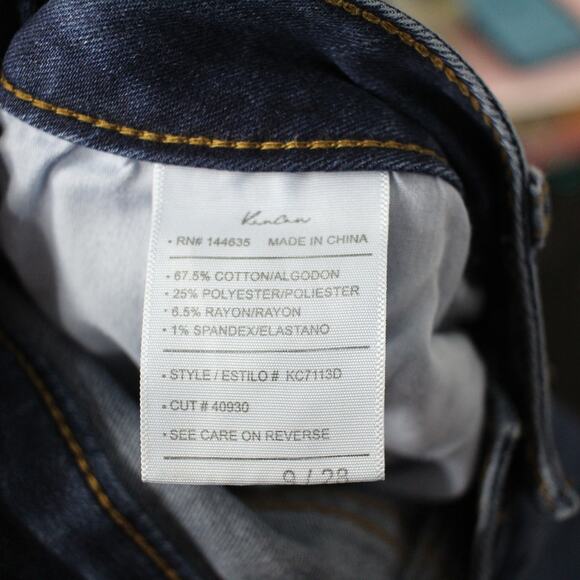 KanCan
• RN# 144635 MADE IN CHINA
• 67.5% COTTON/ALGODON
• 25% POLYESTER/POLIESTER
• 6.5% RAYON/RAYON
• 1% SPANDEX/ELASTANO
• STYLE / ESTILO # KC7113D
• CUT # 40930
• SEE CARE ON REVERSE
9 / 28